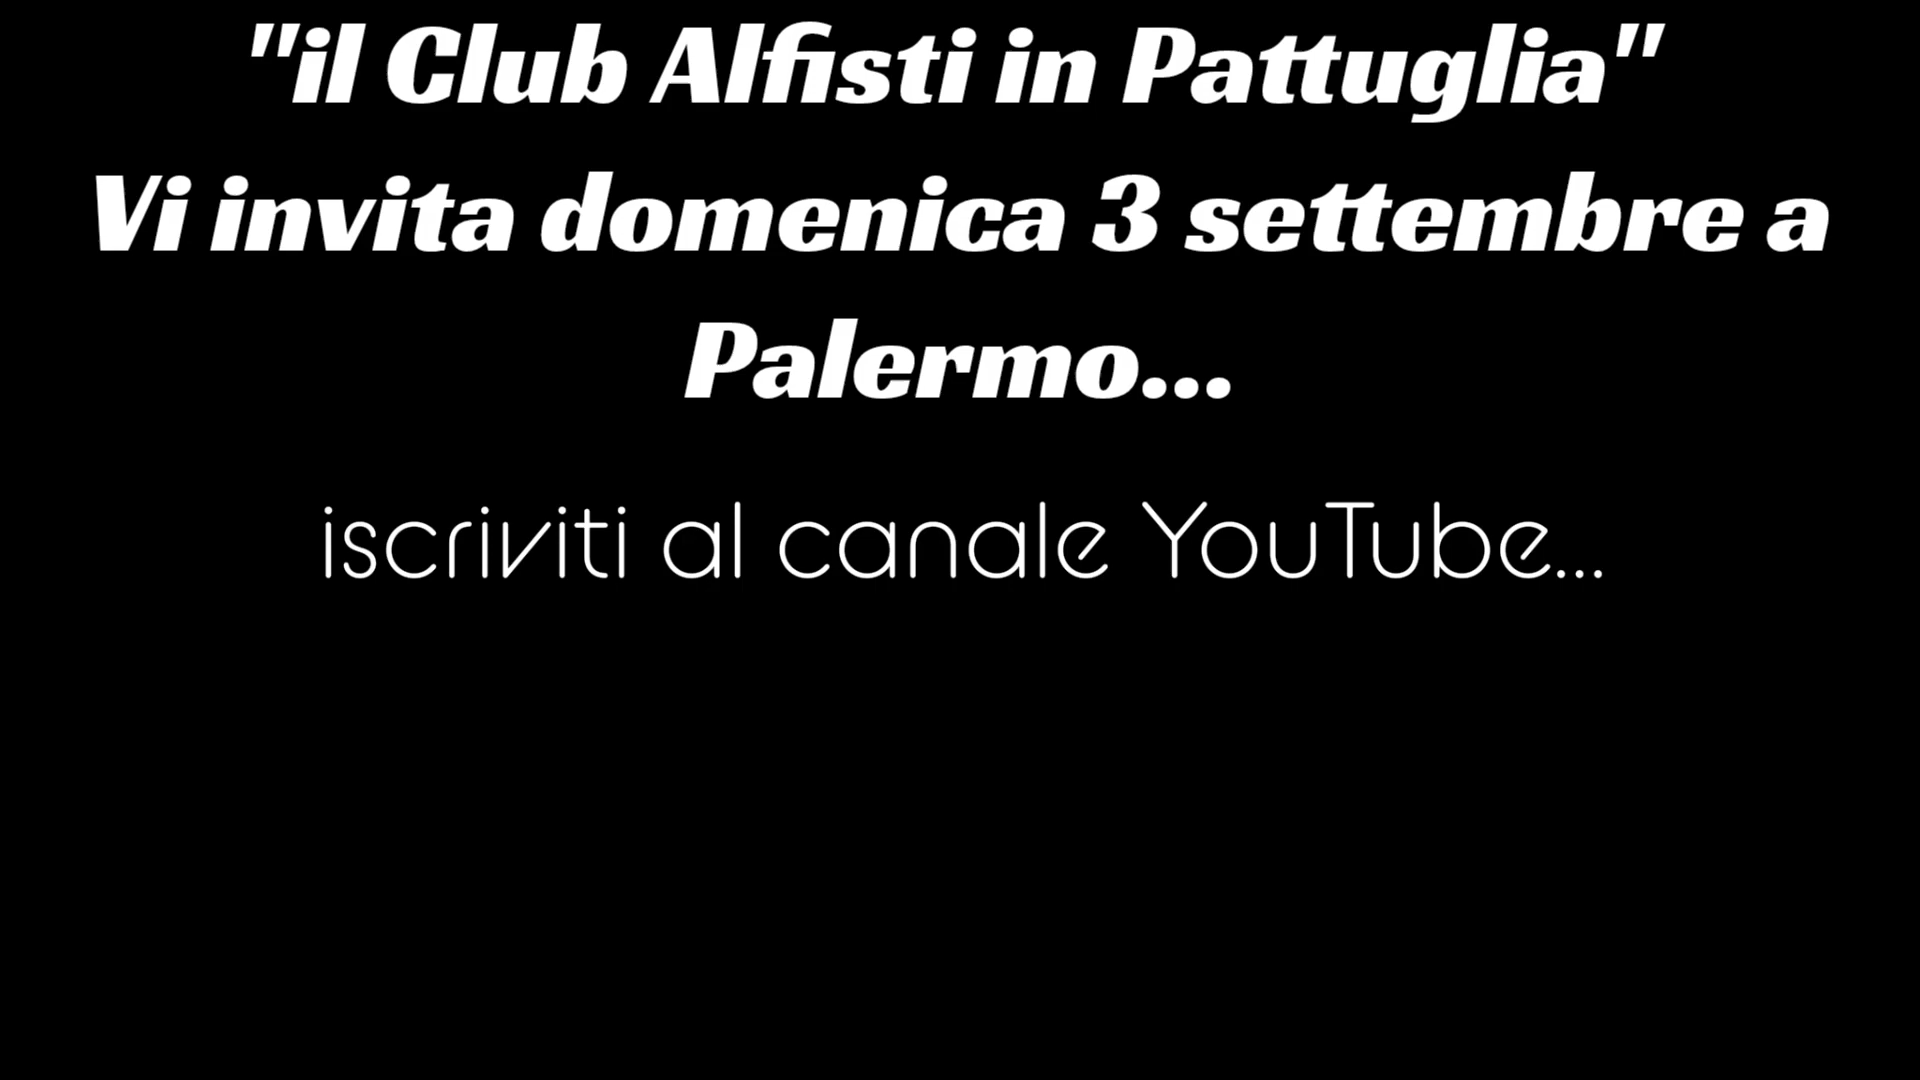 "il Club Alfisti in Pattuglia"
Vi invita domenica 3 settembre a
Palermo...
iscriviti al canale YouTube...